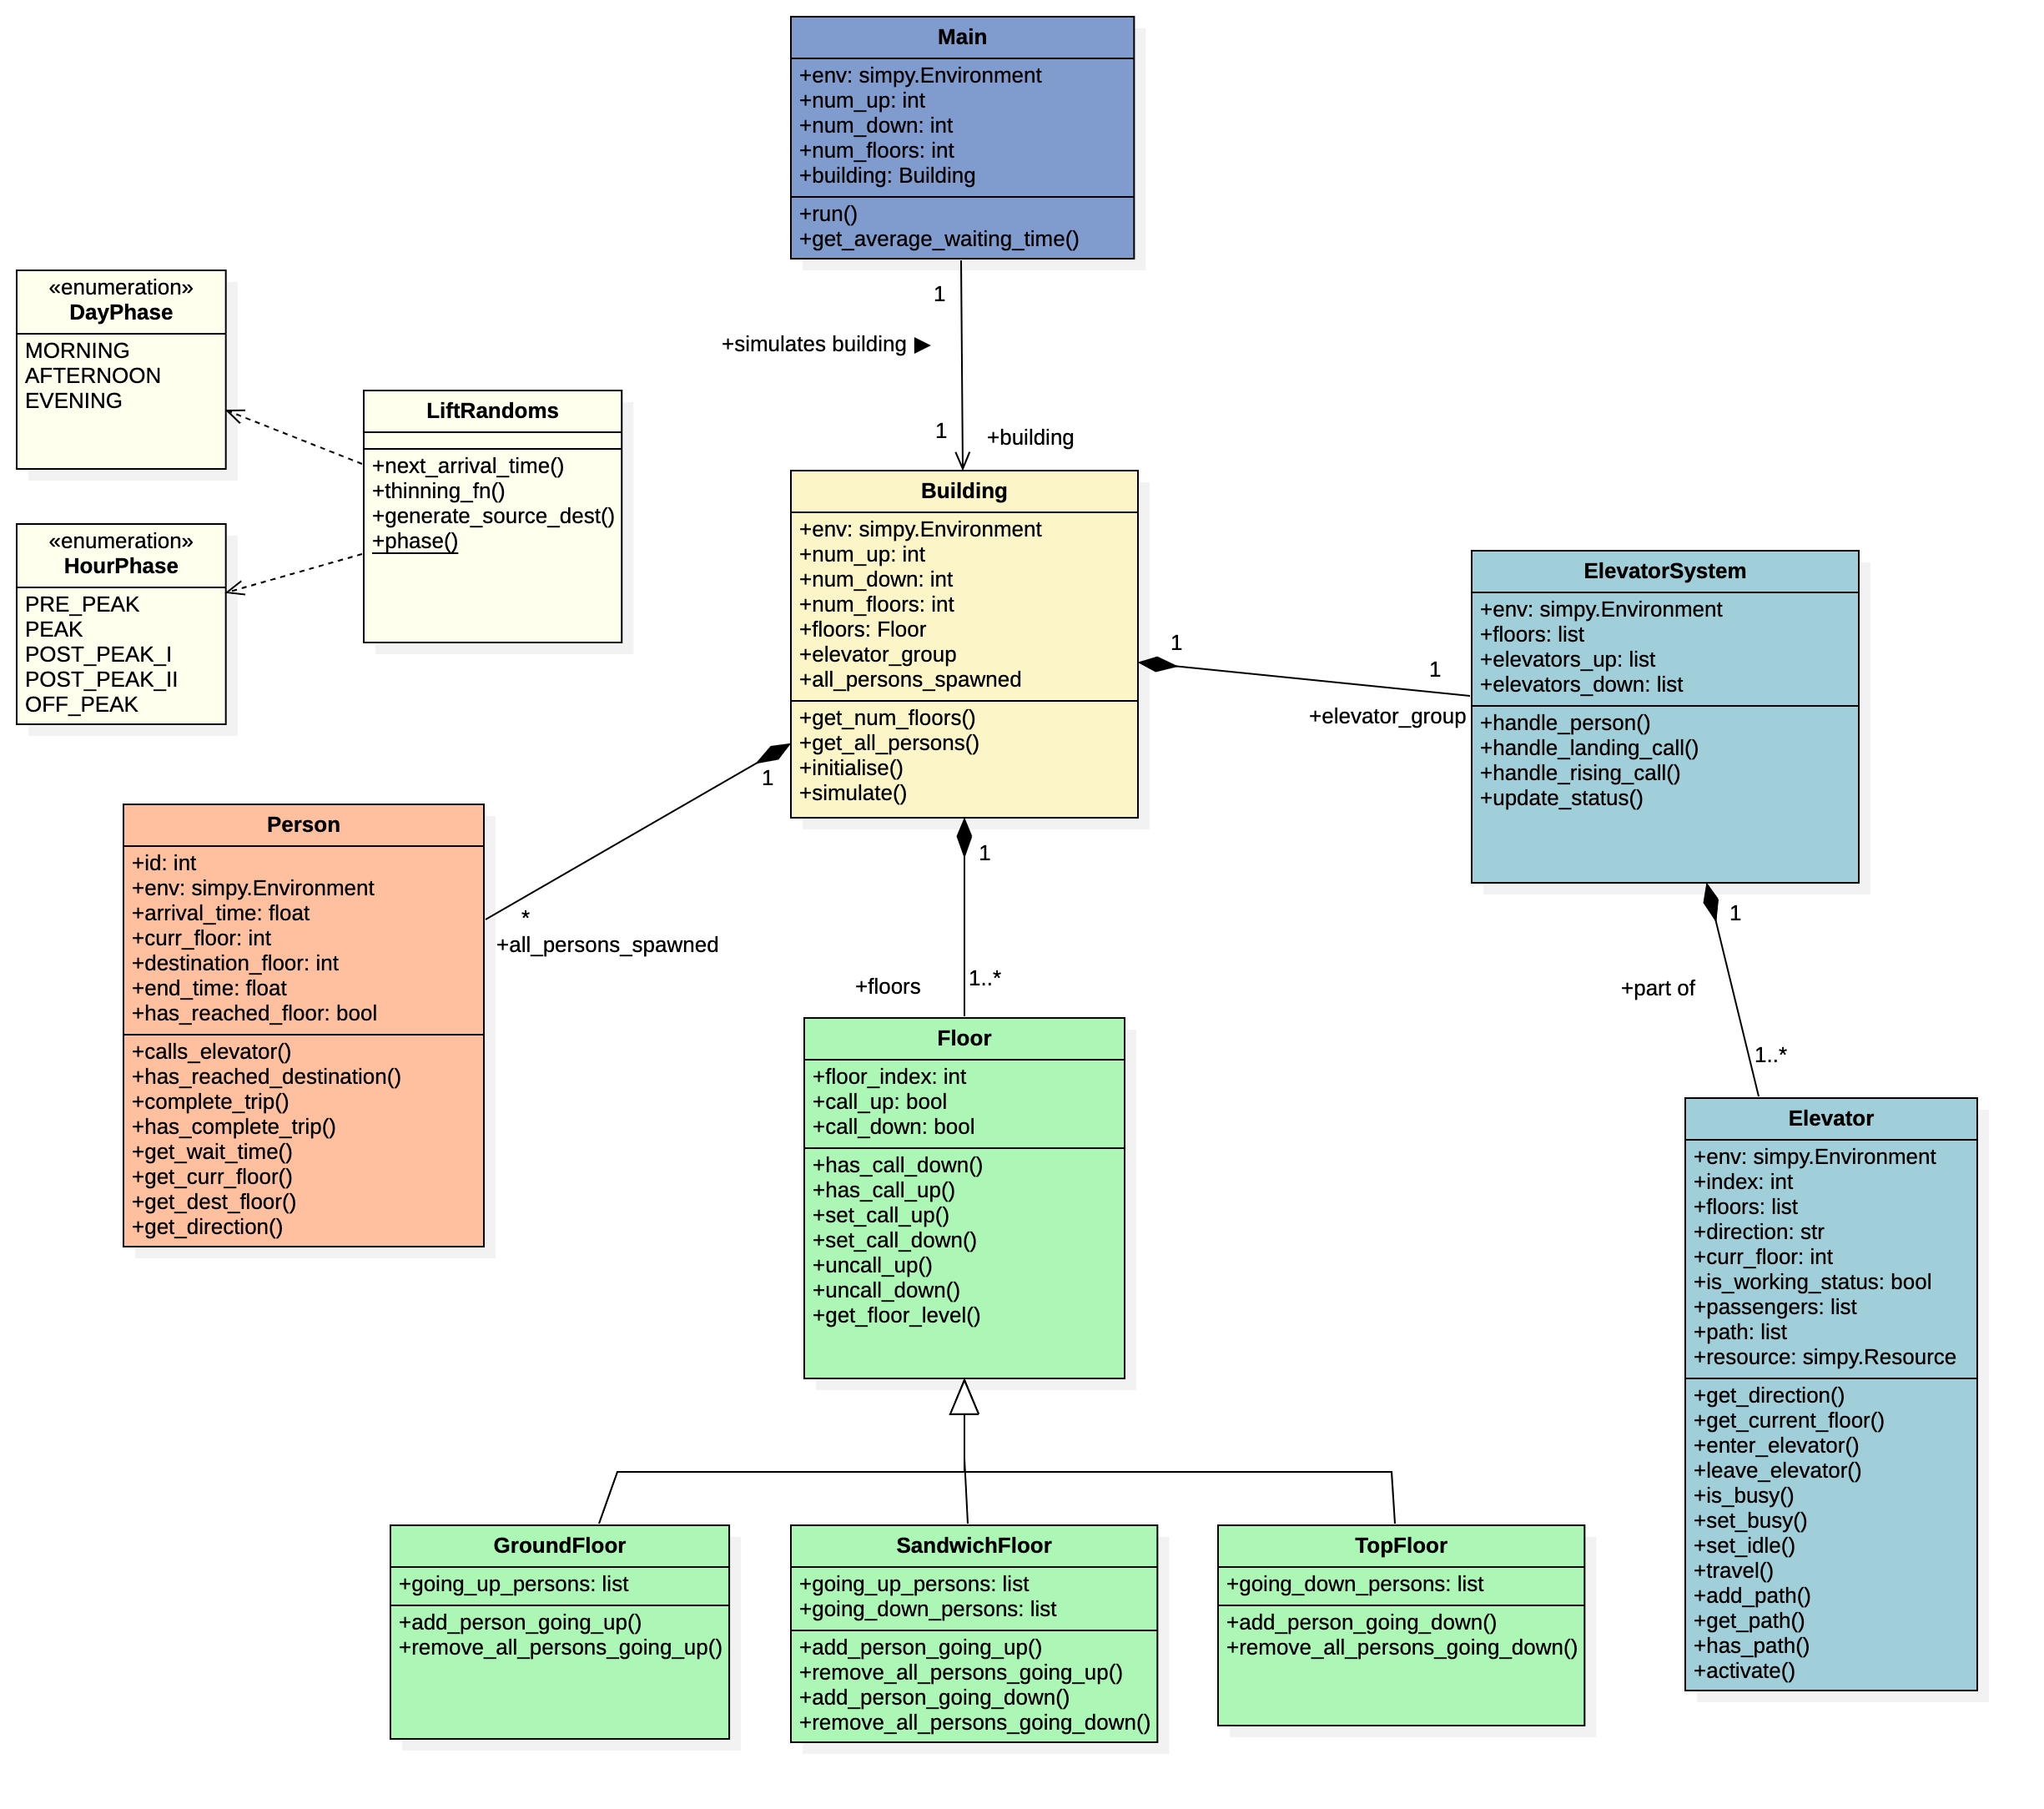 Main
+env: simpy.Environment
+num_up: int
+num_down: int
+num_floors: int
+building: Building
+run()
+get_average_waiting_time()
1
+simulates building ▶
1
+building
«enumeration»
DayPhase
MORNING
AFTERNOON
EVENING
LiftRandoms
+next_arrival_time()
+thinning_fn()
+generate_source_dest()
+phase()
«enumeration»
HourPhase
PRE_PEAK
PEAK
POST_PEAK_I
POST_PEAK_II
OFF_PEAK
Building
+env: simpy.Environment
+num_up: int
+num_down: int
+num_floors: int
+floors: Floor
+elevator_group
+all_persons_spawned
+get_num_floors()
+get_all_persons()
+initialise()
+simulate()
1
1
+elevator_group
ElevatorSystem
+env: simpy.Environment
+floors: list
+elevators_up: list
+elevators_down: list
+handle_person()
+handle_landing_call()
+handle_rising_call()
+update_status()
1
*
+all_persons_spawned
Person
+id: int
+env: simpy.Environment
+arrival_time: float
+curr_floor: int
+destination_floor: int
+end_time: float
+has_reached_floor: bool
+calls_elevator()
+has_reached_destination()
+complete_trip()
+has_complete_trip()
+get_wait_time()
+get_curr_floor()
+get_dest_floor()
+get_direction()
1
+floors
1..*
Floor
+floor_index: int
+call_up: bool
+call_down: bool
+has_call_down()
+has_call_up()
+set_call_up()
+set_call_down()
+uncall_up()
+uncall_down()
+get_floor_level()
1
+part of
1..*
Elevator
+env: simpy.Environment
+index: int
+floors: list
+direction: str
+curr_floor: int
+is_working_status: bool
+passengers: list
+path: list
+resource: simpy.Resource
+get_direction()
+get_current_floor()
+enter_elevator()
+leave_elevator()
+is_busy()
+set_busy()
+set_idle()
+travel()
+add_path()
+get_path()
+has_path()
+activate()
GroundFloor
+going_up_persons: list
+add_person_going_up()
+remove_all_persons_going_up()
SandwichFloor
+going_up_persons: list
+going_down_persons: list
+add_person_going_up()
+remove_all_persons_going_up()
+add_person_going_down()
+remove_all_persons_going_down()
TopFloor
+going_down_persons: list
+add_person_going_down()
+remove_all_persons_going_down()